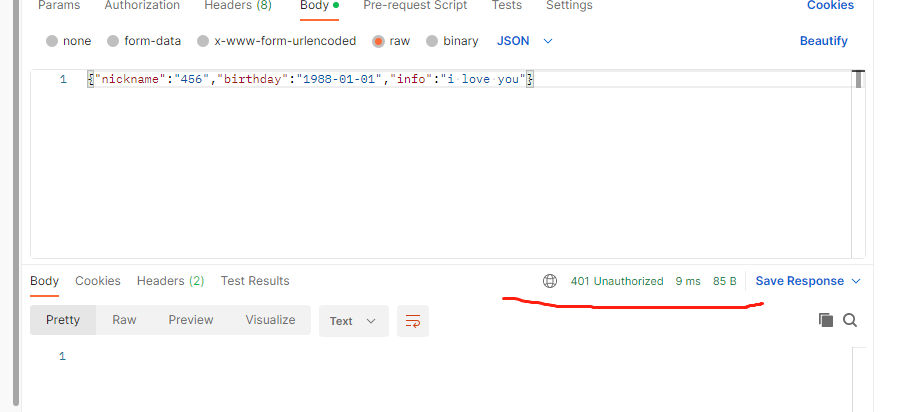 Params Authorization Headers (8) Body Pre-request Script Tests Settings Cookies
none form-data x-www-form-urlencoded raw binary JSON Beautify
1 {"nickname":"456","birthday":"1988-01-01","info":"i love you"}
Body Cookies Headers (2) Test Results 401 Unauthorized 9 ms 85 B Save Response
Pretty Raw Preview Visualize Text
1